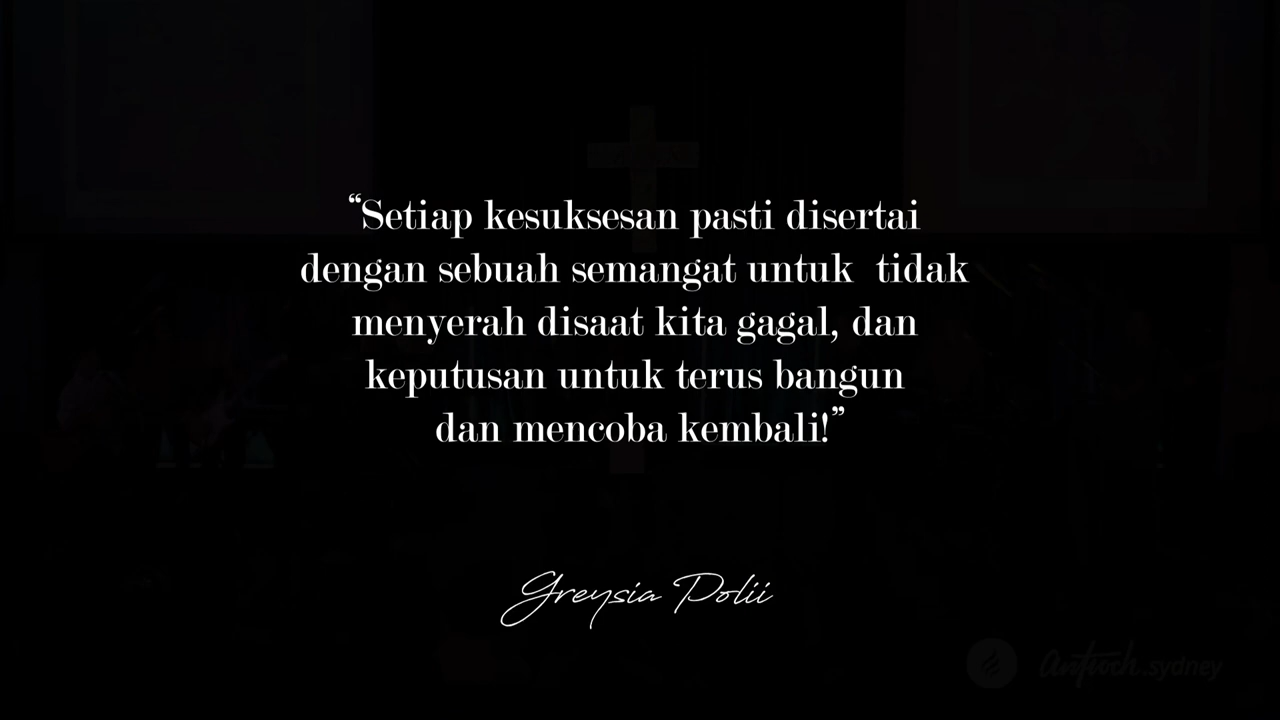 “Setiap kesuksesan pasti disertai
dengan sebuah semangat untuk  tidak
menyerah disaat kita gagal, dan
keputusan untuk terus bangun
dan mencoba kembali!”
Greysia Polii
antioch.sydney